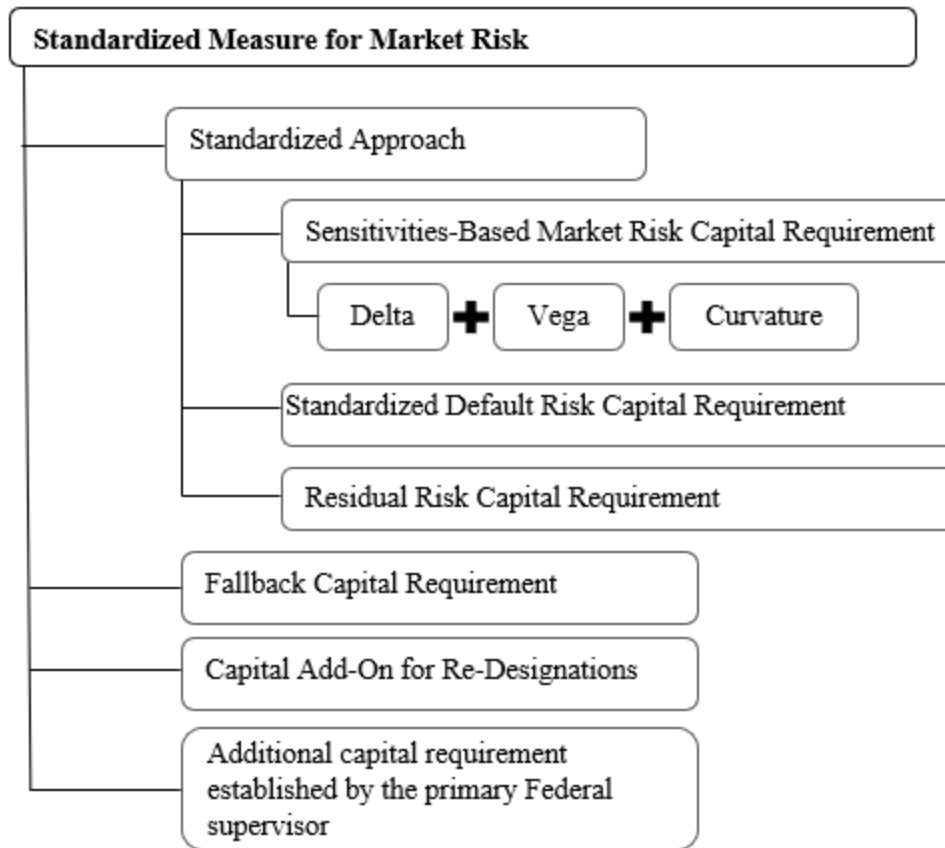 Standardized Measure for Market Risk
Standardized Approach
Sensitivities-Based Market Risk Capital Requirement
Delta + Vega + Curvature
Standardized Default Risk Capital Requirement
Residual Risk Capital Requirement
Fallback Capital Requirement
Capital Add-On for Re-Designations
Additional capital requirement
established by the primary Federal
supervisor